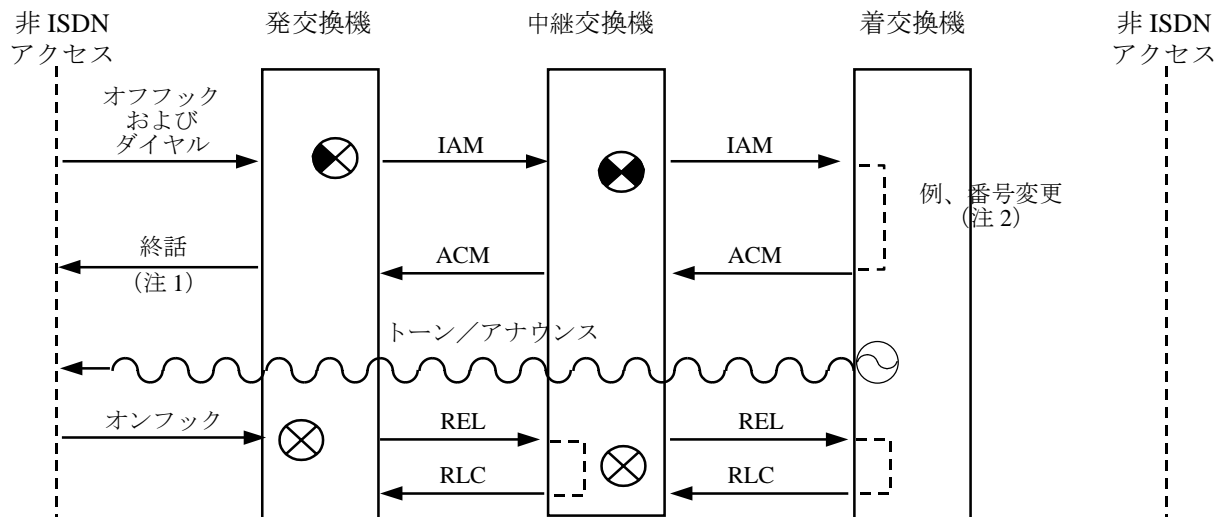 非 ISDN
アクセス
発交換機
中継交換機
着交換機
非 ISDN
アクセス
オフフック
および
ダイヤル
IAM
IAM
例、番号変更
（注 2）
終話
（注 1）
ACM
ACM
トーン／アナウンス
オンフック
REL
REL
RLC
RLC